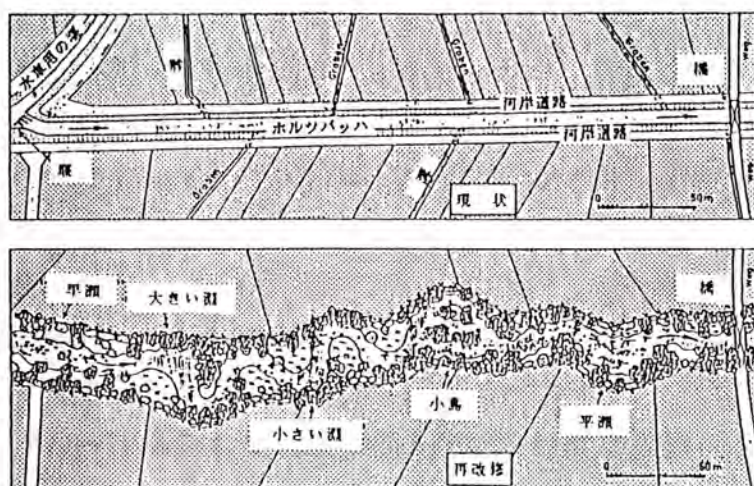 水車用の溝
溝
Graben
Graben
Graben
橋
河岸道路
ホルツバッハ
河岸道路
堰
Graben
溝
現 状
0 50m
平瀬
大きい淵
橋
小さい淵
小島
平瀬
再改修
0 50m